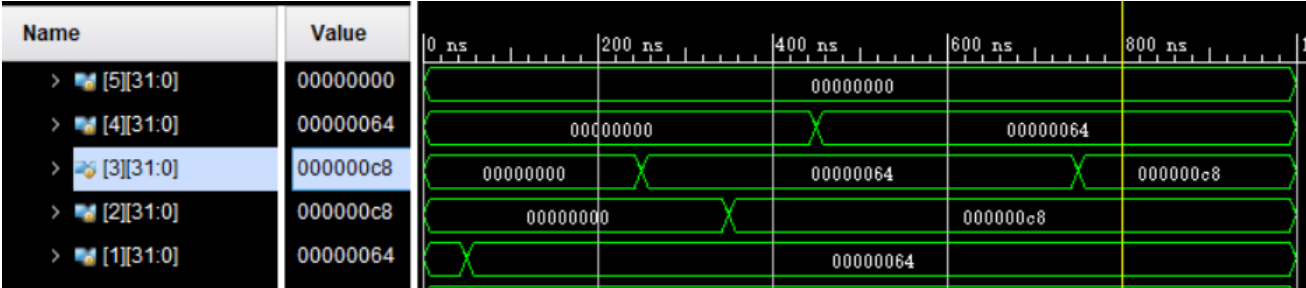 Name Value 0 ns 200 ns 400 ns 600 ns 800 ns
> [5][31:0] 00000000 00000000
> [4][31:0] 00000064 00000000 00000064
> [3][31:0] 000000c8 00000000 00000064 000000c8
> [2][31:0] 000000c8 00000000 000000c8
> [1][31:0] 00000064 00000064